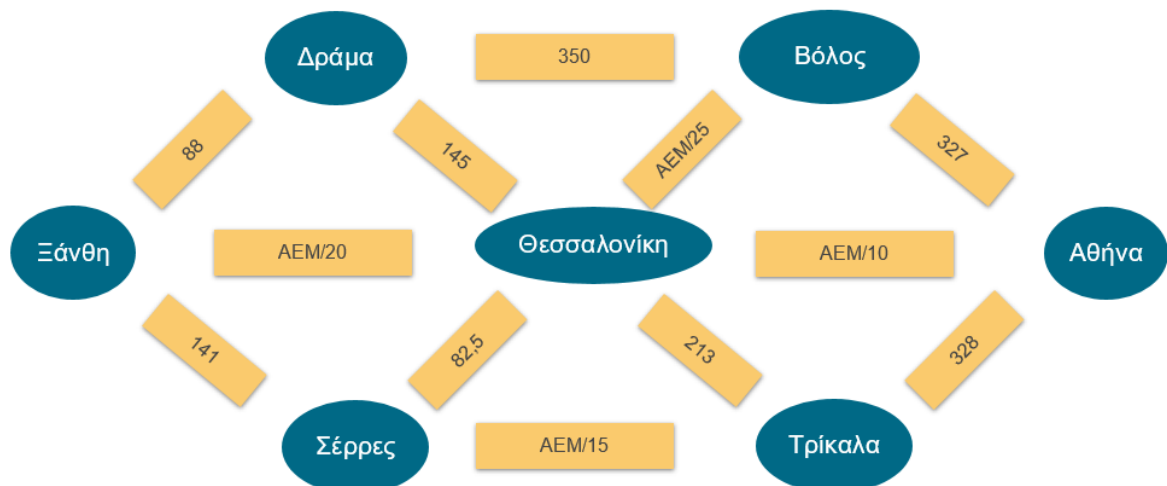 Δράμα
350
Βόλος
88
145
ΑΕΜ/25
327
Ξάνθη
ΑΕΜ/20
Θεσσαλονίκη
ΑΕΜ/10
Αθήνα
141
82,5
213
328
Σέρρες
ΑΕΜ/15
Τρίκαλα